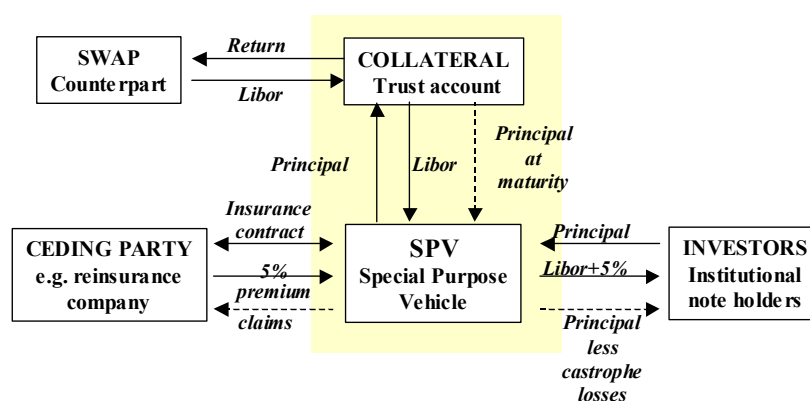 SWAP
Counterpart
Return
Libor
COLLATERAL
Trust account
Principal
Libor
Principal
at
maturity
CEDING PARTY
e.g. reinsurance
company
Insurance
contract
5%
premium
claims
SPV
Special Purpose
Vehicle
Principal
Libor+5%
Principal
less
castrophe
losses
INVESTORS
Institutional
note holders